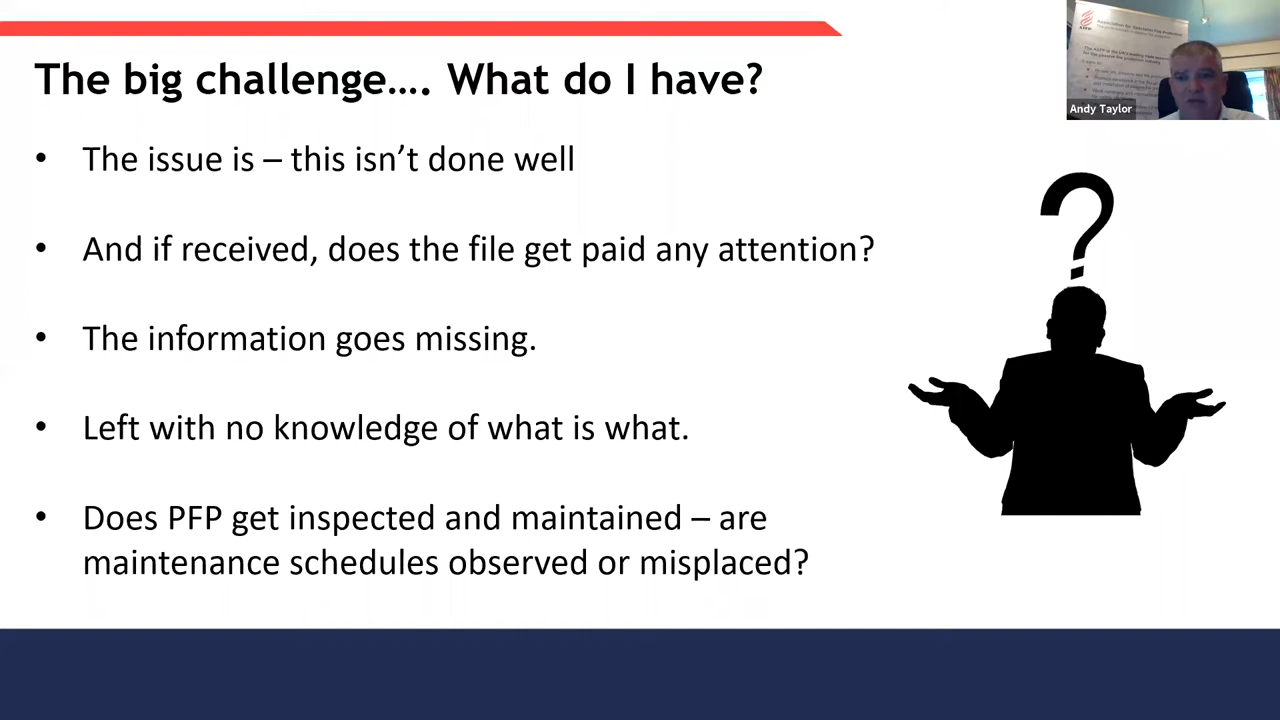 The big challenge…. What do I have?
Andy Taylor
• The issue is – this isn’t done well
• And if received, does the file get paid any attention?
• The information goes missing.
• Left with no knowledge of what is what.
• Does PFP get inspected and maintained – are
maintenance schedules observed or misplaced?
?